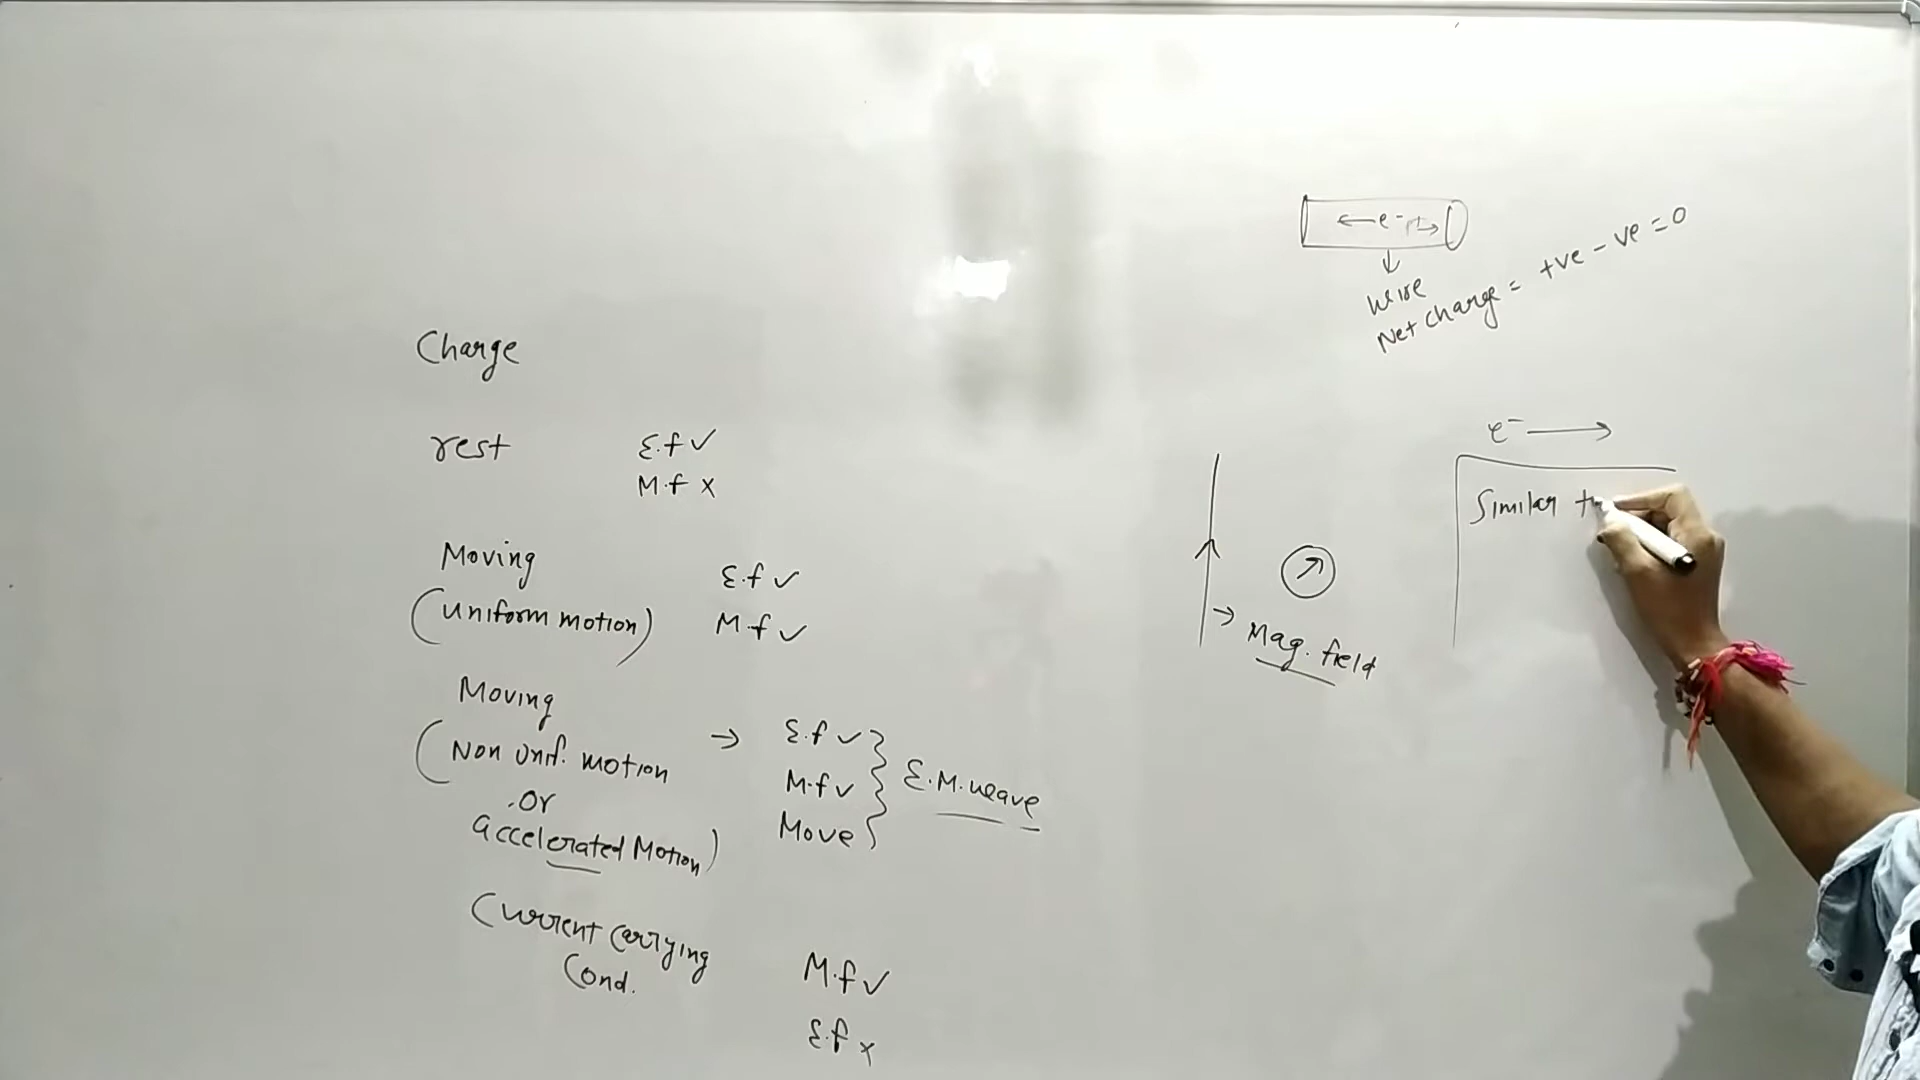 Charge
rest
E.f ✓
M.f x
Moving
(uniform motion)
E.f ✓
M.f ✓
Moving
(Non unif. motion
or
accelerated Motion)
→ E.f ✓
M.f ✓
Move
E.M. wave
Current carrying
Cond.
M.f ✓
E.f x
← e⁻ →
wire
Net charge = +ve - ve = 0
→ Mag. field
e⁻ →
Similar